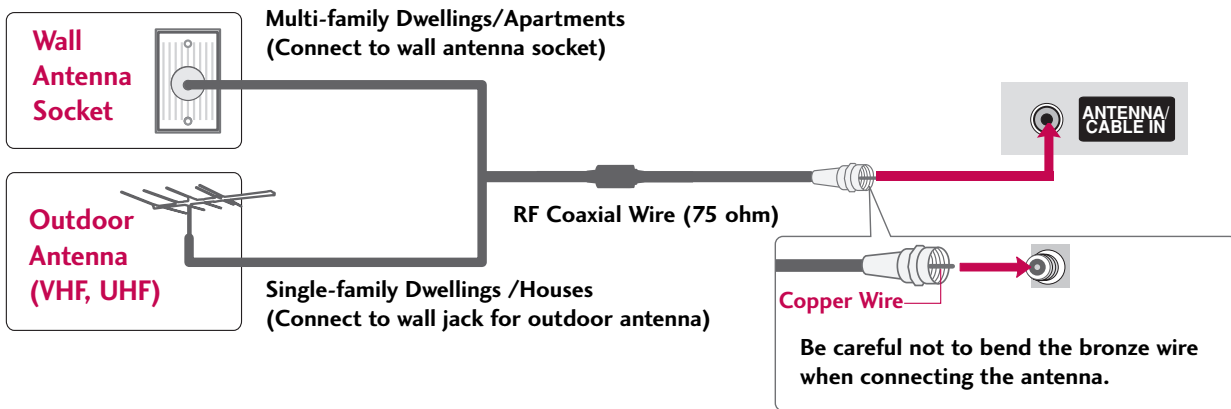 Wall
Antenna
Socket
Multi-family Dwellings/Apartments
(Connect to wall antenna socket)
ANTENNA/
CABLE IN
Outdoor
Antenna
(VHF, UHF)
RF Coaxial Wire (75 ohm)
Single-family Dwellings /Houses
(Connect to wall jack for outdoor antenna)
Copper Wire
Be careful not to bend the bronze wire
when connecting the antenna.